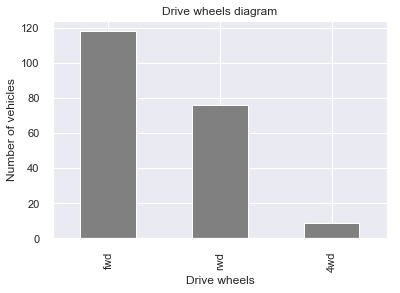 Drive wheels diagram
120
100
80
60
40
20
0
Number of vehicles
fwd
rwd
4wd
Drive wheels